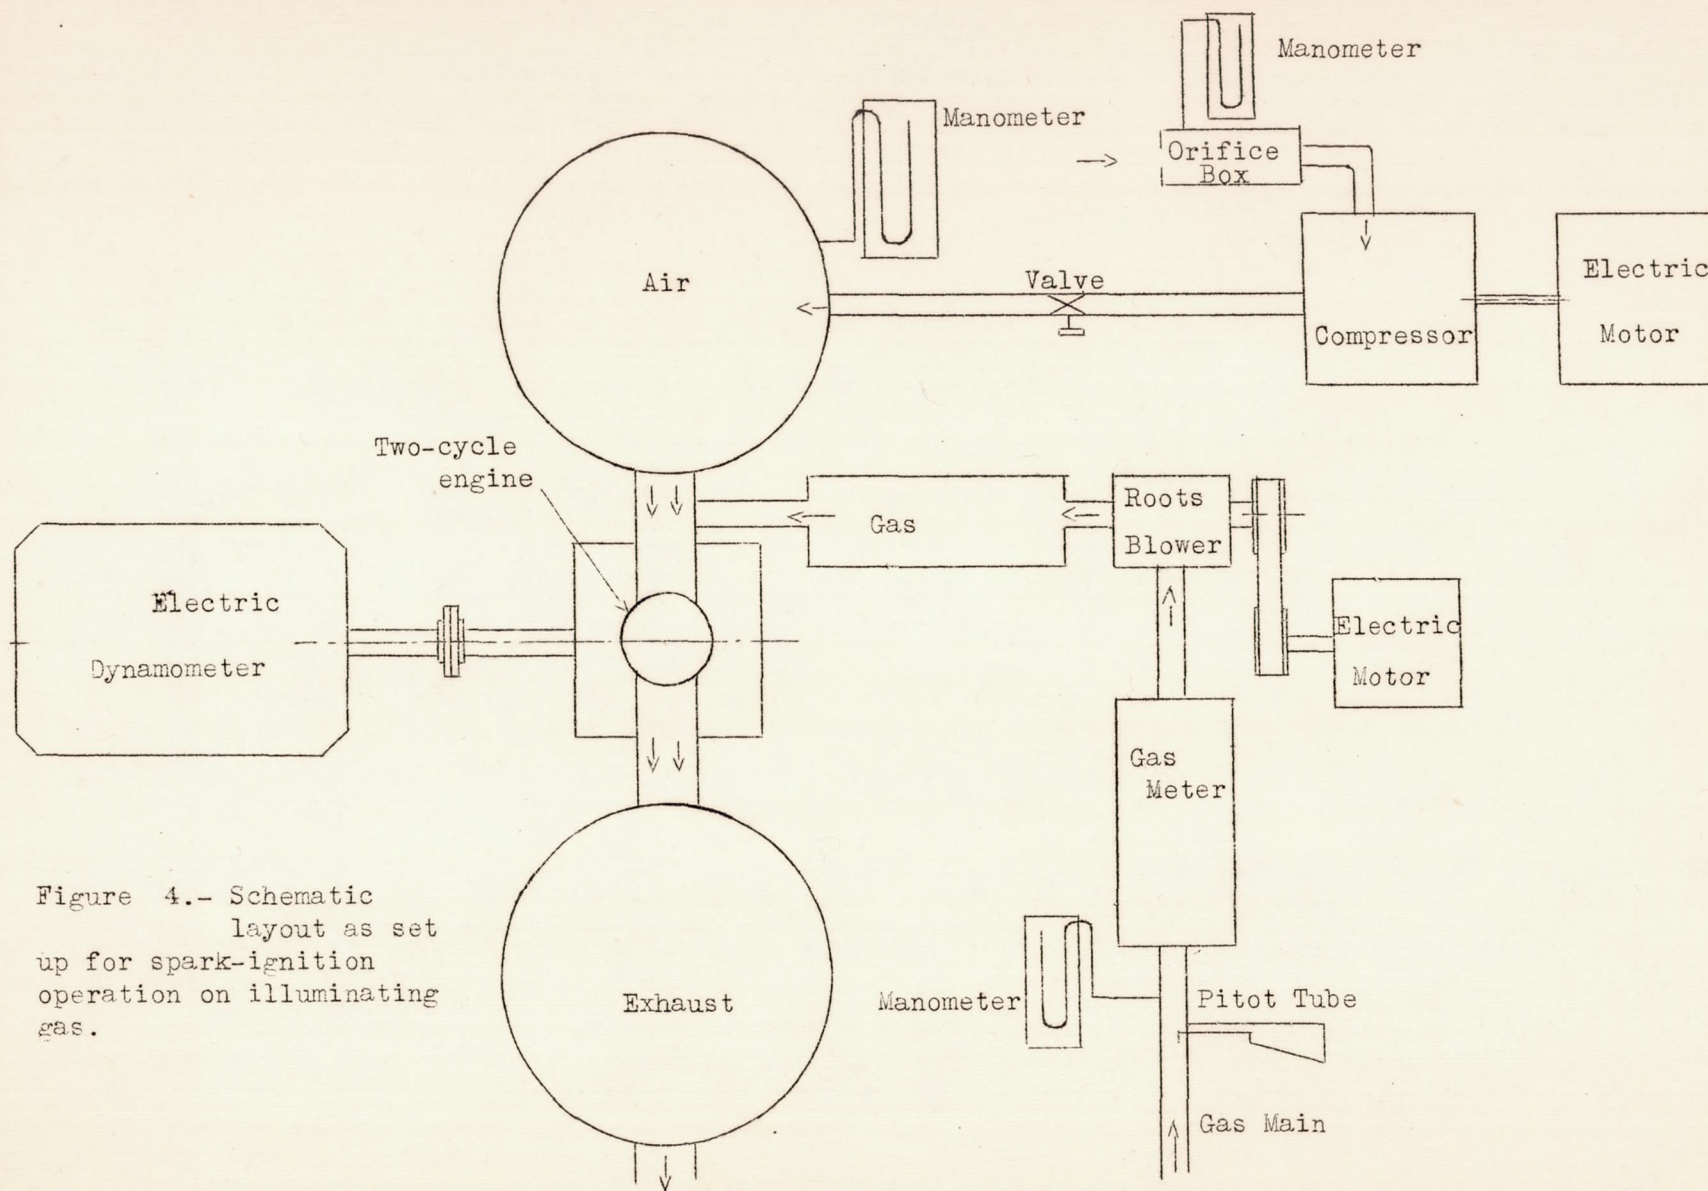 Manometer
Manometer
Orifice
Box
Air
Valve
Compressor
Electric
Motor
Two-cycle
engine
Gas
Roots
Blower
Electric
Dynamometer
Electric
Motor
Gas
Meter
Figure 4.- Schematic
layout as set
up for spark-ignition
operation on illuminating
gas.
Exhaust
Manometer
Pitot Tube
Gas Main